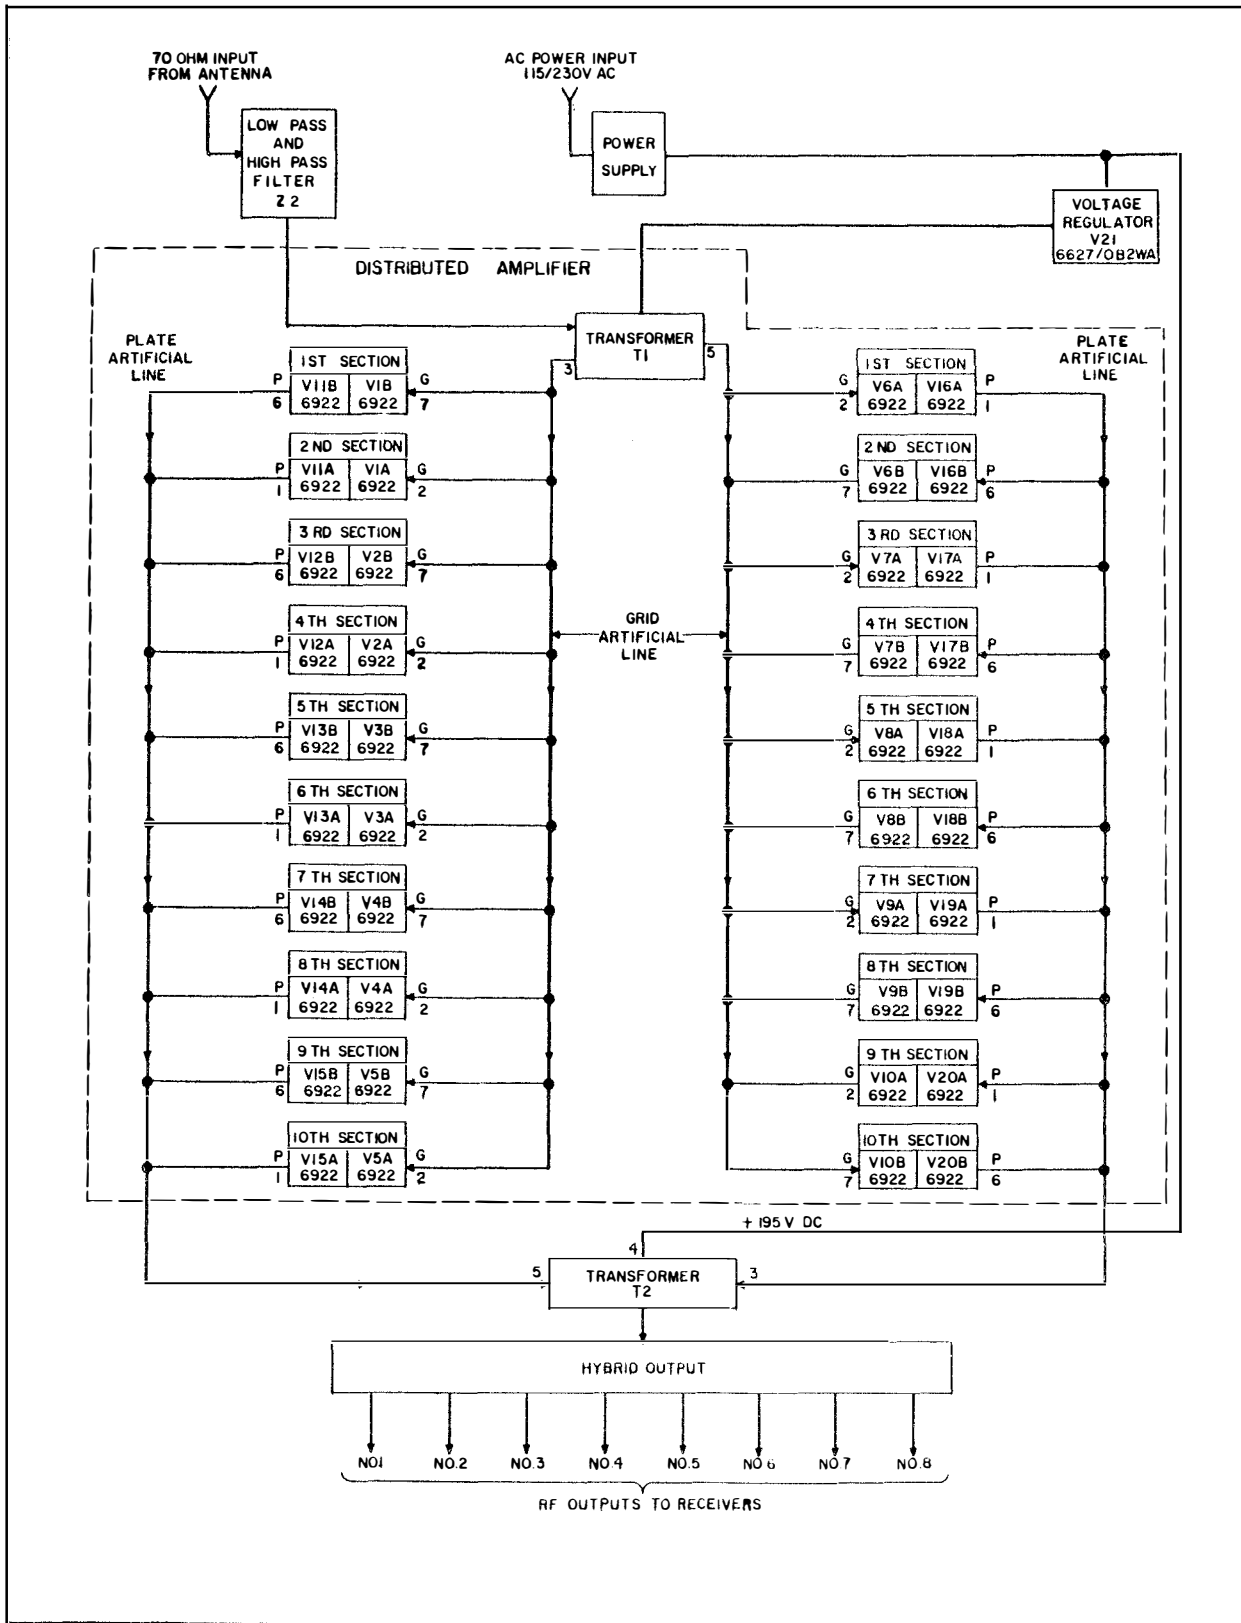 70 OHM INPUT
FROM ANTENNA
AC POWER INPUT
115/230V AC
LOW PASS
AND
HIGH PASS
FILTER
Z2
POWER
SUPPLY
VOLTAGE
REGULATOR
V21
6627/OB2WA
DISTRIBUTED AMPLIFIER
TRANSFORMER
T1
3
5
PLATE
ARTIFICIAL
LINE
PLATE
ARTIFICIAL
LINE
GRID
ARTIFICIAL
LINE
1ST SECTION
P V11B V1B G
6 6922 6922 7
2ND SECTION
P V11A V1A G
1 6922 6922 2
3RD SECTION
P V12B V2B G
6 6922 6922 7
4TH SECTION
P V12A V2A G
1 6922 6922 2
5TH SECTION
P V13B V3B G
6 6922 6922 7
6TH SECTION
P V13A V3A G
1 6922 6922 2
7TH SECTION
P V14B V4B G
6 6922 6922 7
8TH SECTION
P V14A V4A G
1 6922 6922 2
9TH SECTION
P V15B V5B G
6 6922 6922 7
10TH SECTION
P V15A V5A G
1 6922 6922 2
1ST SECTION
G V6A V16A P
2 6922 6922 1
2ND SECTION
G V6B V16B P
7 6922 6922 6
3RD SECTION
G V7A V17A P
2 6922 6922 1
4TH SECTION
G V7B V17B P
7 6922 6922 6
5TH SECTION
G V8A V18A P
2 6922 6922 1
6TH SECTION
G V8B V18B P
7 6922 6922 6
7TH SECTION
G V9A V19A P
2 6922 6922 1
8TH SECTION
G V9B V19B P
7 6922 6922 6
9TH SECTION
G V10A V20A P
2 6922 6922 1
10TH SECTION
G V10B V20B P
7 6922 6922 6
+195V DC
4
5
TRANSFORMER
T2
3
HYBRID OUTPUT
NO.1 NO.2 NO.3 NO.4 NO.5 NO.6 NO.7 NO.8
RF OUTPUTS TO RECEIVERS